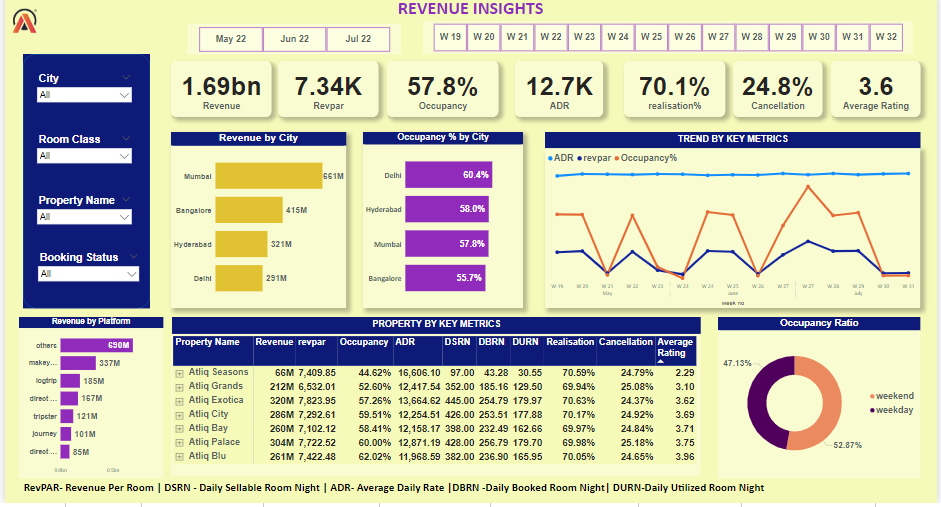 REVENUE INSIGHTS
May 22 Jun 22 Jul 22
W 19 W 20 W 21 W 22 W 23 W 24 W 25 W 26 W 27 W 28 W 29 W 30 W 31 W 32
City
All
Room Class
All
Property Name
All
Booking Status
All
1.69bn
Revenue
7.34K
Revpar
57.8%
Occupancy
12.7K
ADR
70.1%
realisation%
24.8%
Cancellation
3.6
Average Rating
Revenue by City
Mumbai 661M
Bangalore 415M
Hyderabad 321M
Delhi 291M
Occupancy % by City
Delhi 60.4%
Hyderabad 58.0%
Mumbai 57.8%
Bangalore 55.7%
TREND BY KEY METRICS
ADR revpar Occupancy%
W 19 W 20 W 21 W 22 W 23 W 23 W 24 W 25 W 26 W 27 W 27 W 28 W 29 W 30 W 31
May June July
week no
Revenue by Platform
others 690M
makey... 337M
logtrip 185M
direct ... 167M
tripster 121M
journey 101M
direct ... 85M
0.0bn 0.5bn
PROPERTY BY KEY METRICS
Property Name Revenue revpar Occupancy ADR DSRN DBRN DURN Realisation Cancellation Average Rating
Atliq Seasons 66M 7,409.85 44.62% 16,606.10 97.00 43.28 30.55 70.59% 24.79% 2.29
Atliq Grands 212M 6,532.01 52.60% 12,417.54 352.00 185.16 129.50 69.94% 25.08% 3.10
Atliq Exotica 320M 7,823.95 57.26% 13,664.62 445.00 254.79 179.97 70.63% 24.37% 3.62
Atliq City 286M 7,292.61 59.51% 12,254.51 426.00 253.51 177.88 70.17% 24.92% 3.69
Atliq Bay 260M 7,102.12 58.41% 12,158.17 398.00 232.49 162.66 69.97% 24.84% 3.71
Atliq Palace 304M 7,722.52 60.00% 12,871.19 428.00 256.79 179.70 69.98% 25.18% 3.75
Atliq Blu 261M 7,422.48 62.02% 11,968.59 382.00 236.90 165.95 70.05% 24.65% 3.96
Occupancy Ratio
47.13%
52.87%
weekend
weekday
RevPAR- Revenue Per Room | DSRN - Daily Sellable Room Night | ADR- Average Daily Rate |DBRN -Daily Booked Room Night| DURN-Daily Utilized Room Night